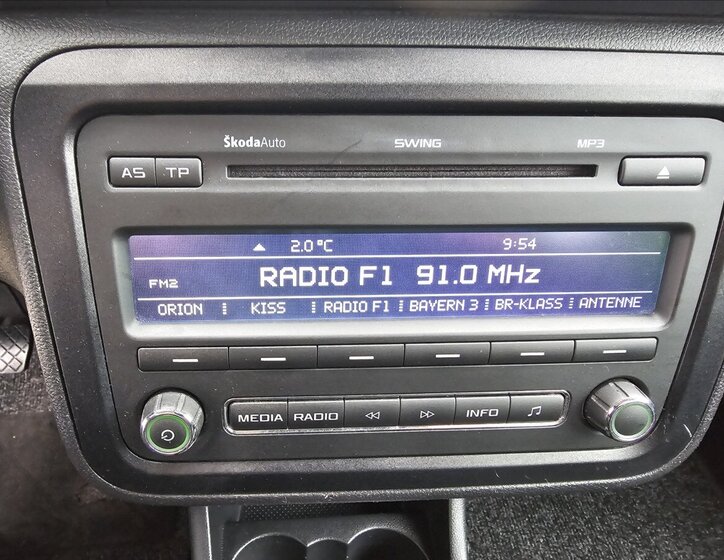 ŠkodaAuto SWING MP3
AS TP
2.0°C 9:54
FM2 RADIO F1 91.0 MHz
ORION KISS RADIO F1 BAYERN 3 BR-KLASS ANTENNE
MEDIA RADIO INFO